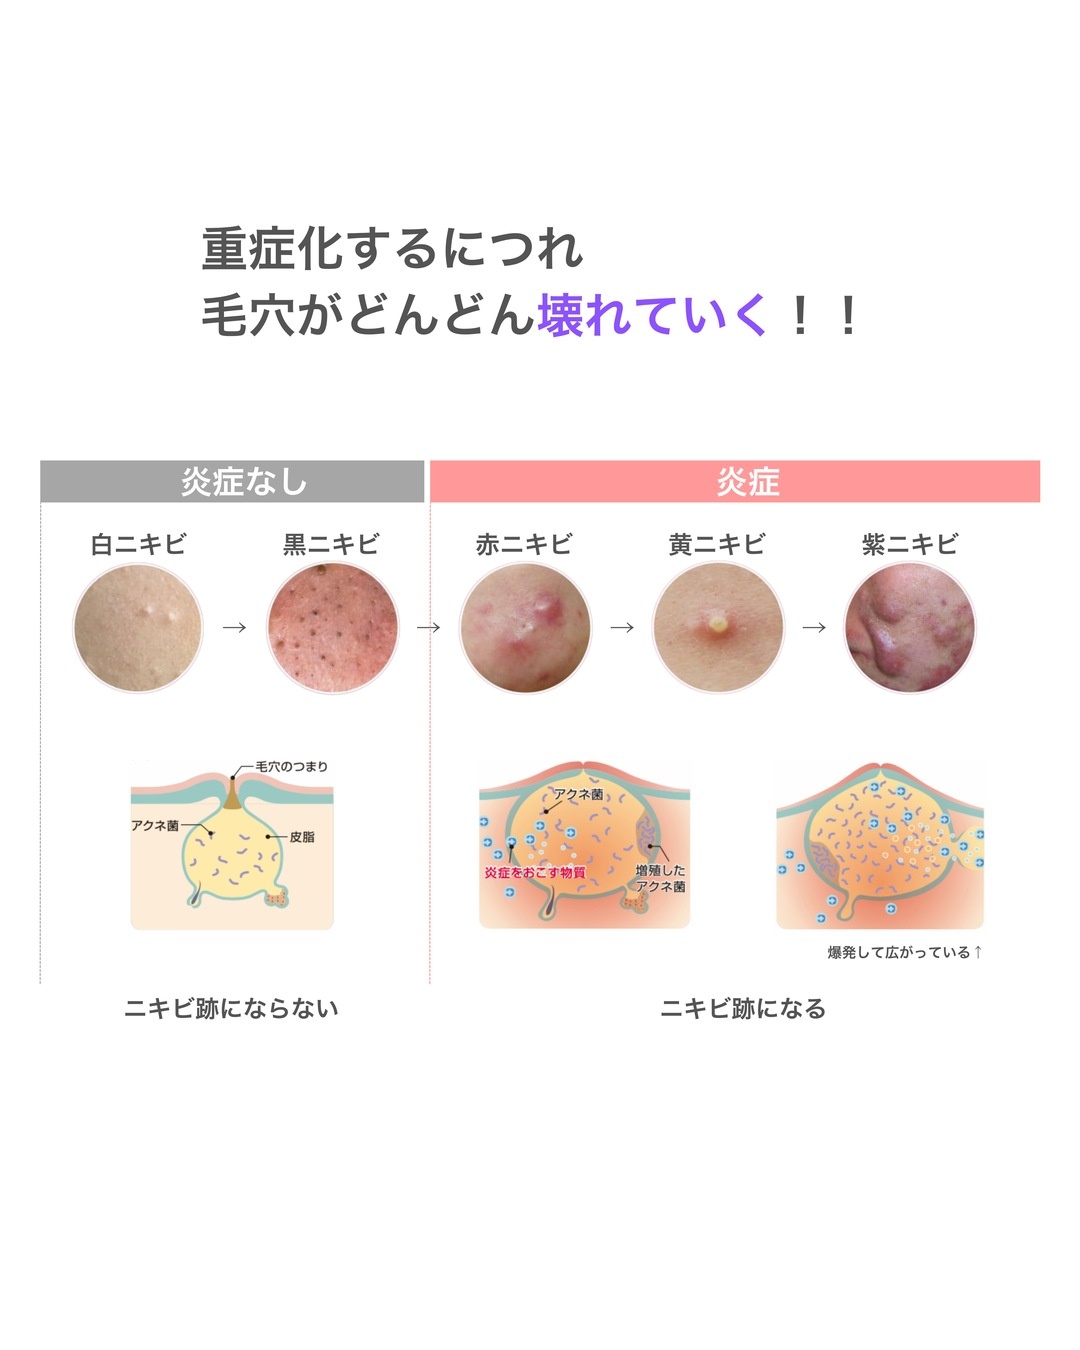 重症化するにつれ
毛穴がどんどん壊れていく！！
炎症なし
炎症
白ニキビ
黒ニキビ
赤ニキビ
黄ニキビ
紫ニキビ
→
→
→
→
毛穴のつまり
アクネ菌
皮脂
アクネ菌
炎症をおこす物質
増殖した
アクネ菌
爆発して広がっている↑
ニキビ跡にならない
ニキビ跡になる